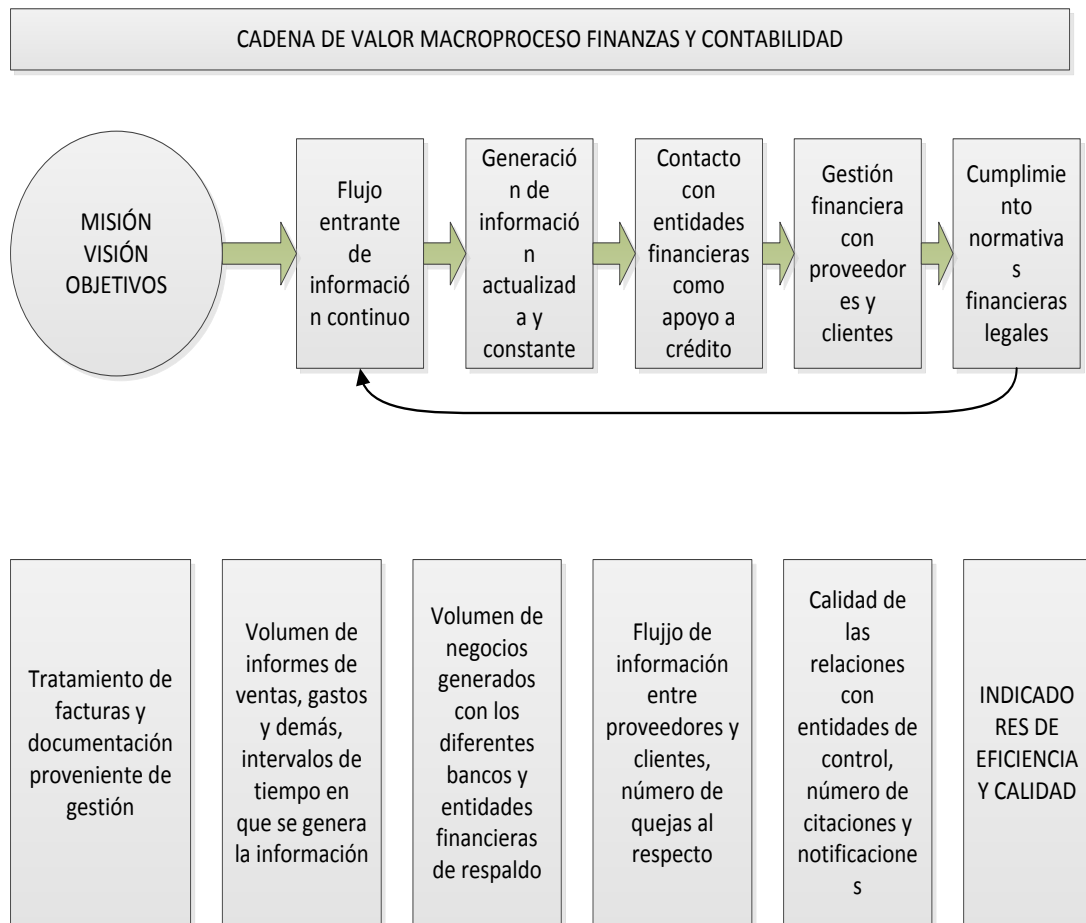 CADENA DE VALOR MACROPROCESO FINANZAS Y CONTABILIDAD
MISIÓN
VISIÓN
OBJETIVOS
Flujo
entrante
de
informació
n continuo
Generació
n de
informació
n
actualizad
a y
constante
Contacto
con
entidades
financieras
como
apoyo a
crédito
Gestión
financiera
con
proveedor
es y
clientes
Cumplimie
nto
normativa
s
financieras
legales
Tratamiento de
facturas y
documentación
proveniente de
gestión
Volumen de
informes de
ventas, gastos
y demás,
intervalos de
tiempo en
que se genera
la información
Volumen de
negocios
generados
con los
diferentes
bancos y
entidades
financieras
de respaldo
Flujjo de
información
entre
proveedores y
clientes,
número de
quejas al
respecto
Calidad de
las
relaciones
con
entidades de
control,
número de
citaciones y
notificacione
s
INDICADO
RES DE
EFICIENCIA
Y CALIDAD